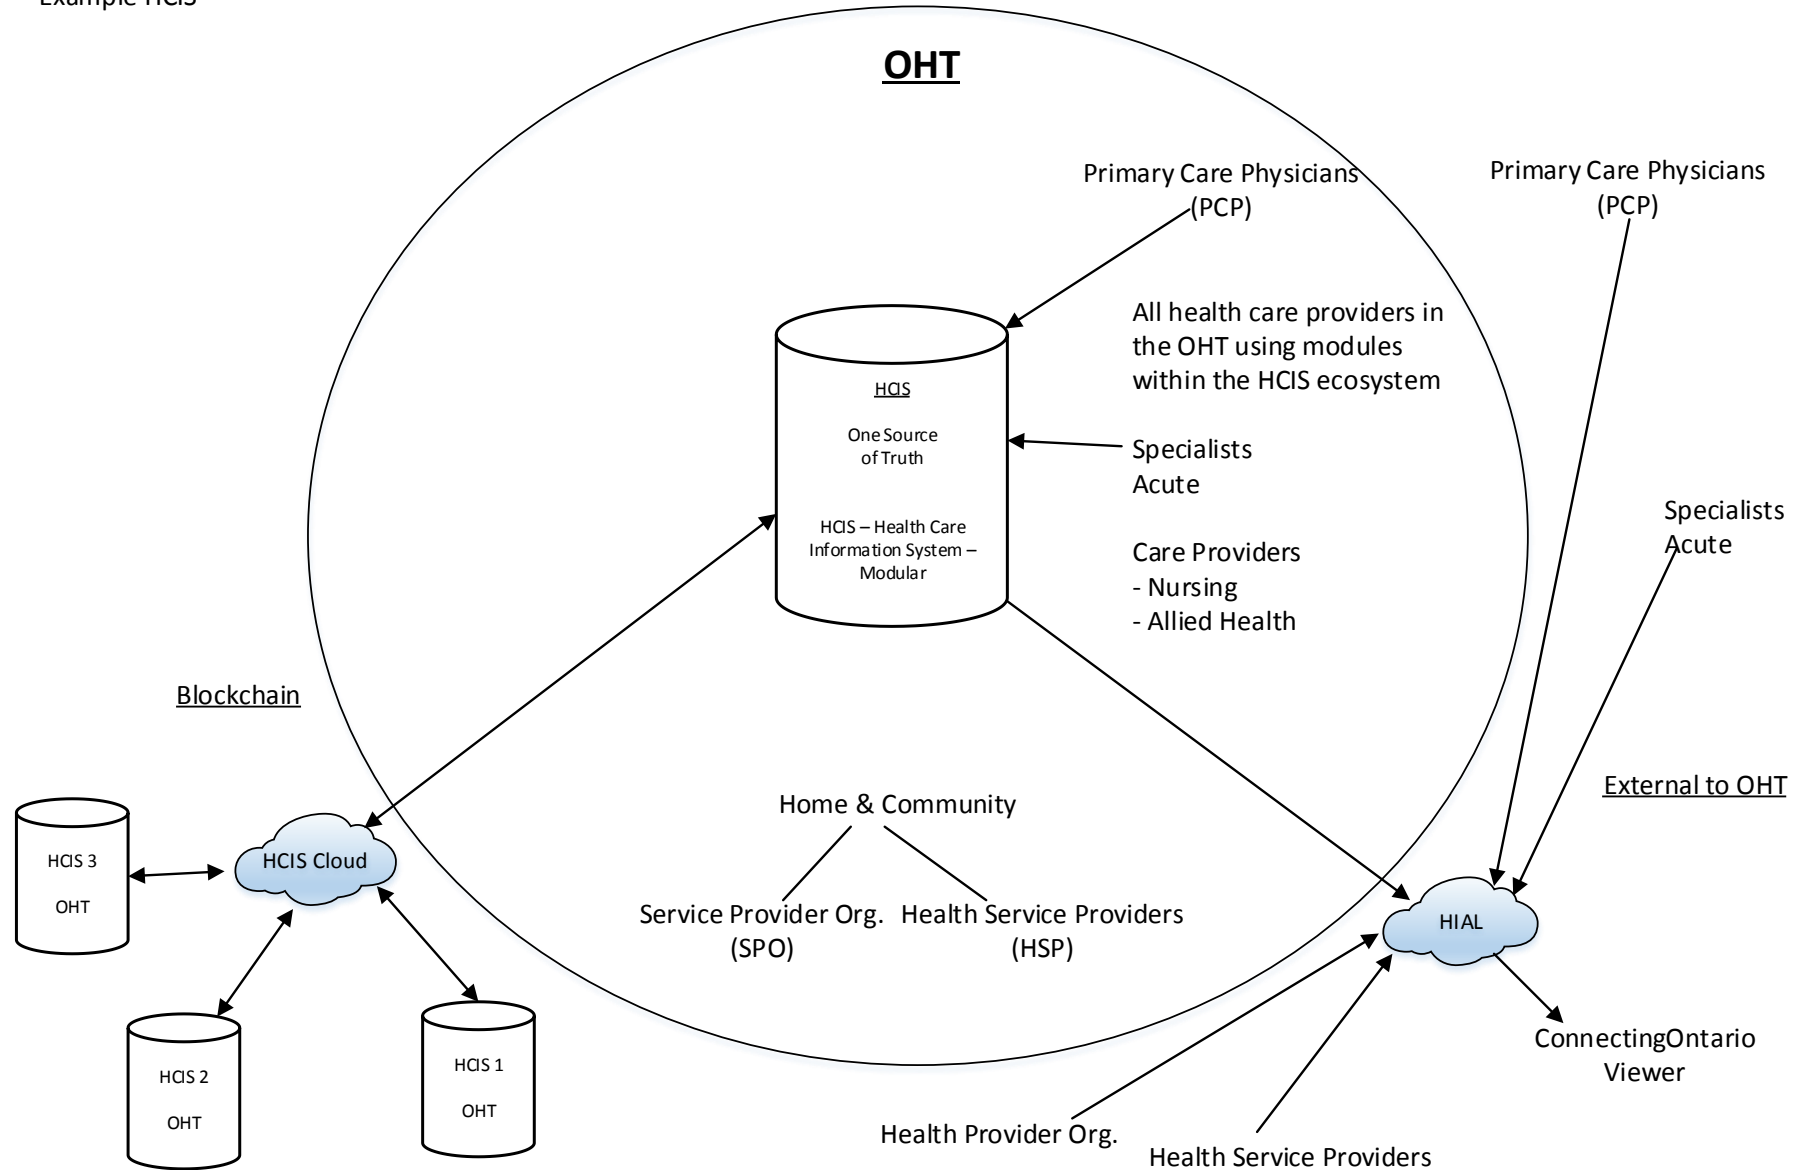 Example HCIS
OHT
Primary Care Physicians
(PCP)
Primary Care Physicians
(PCP)
All health care providers in
the OHT using modules
within the HCIS ecosystem
HCIS
One Source
of Truth
HCIS – Health Care
Information System –
Modular
Specialists
Acute
Care Providers
- Nursing
- Allied Health
Specialists
Acute
Blockchain
External to OHT
Home & Community
Service Provider Org.
(SPO)
Health Service Providers
(HSP)
HCIS 3
OHT
HCIS Cloud
HIAL
HCIS 2
OHT
HCIS 1
OHT
ConnectingOntario
Viewer
Health Provider Org.
Health Service Providers